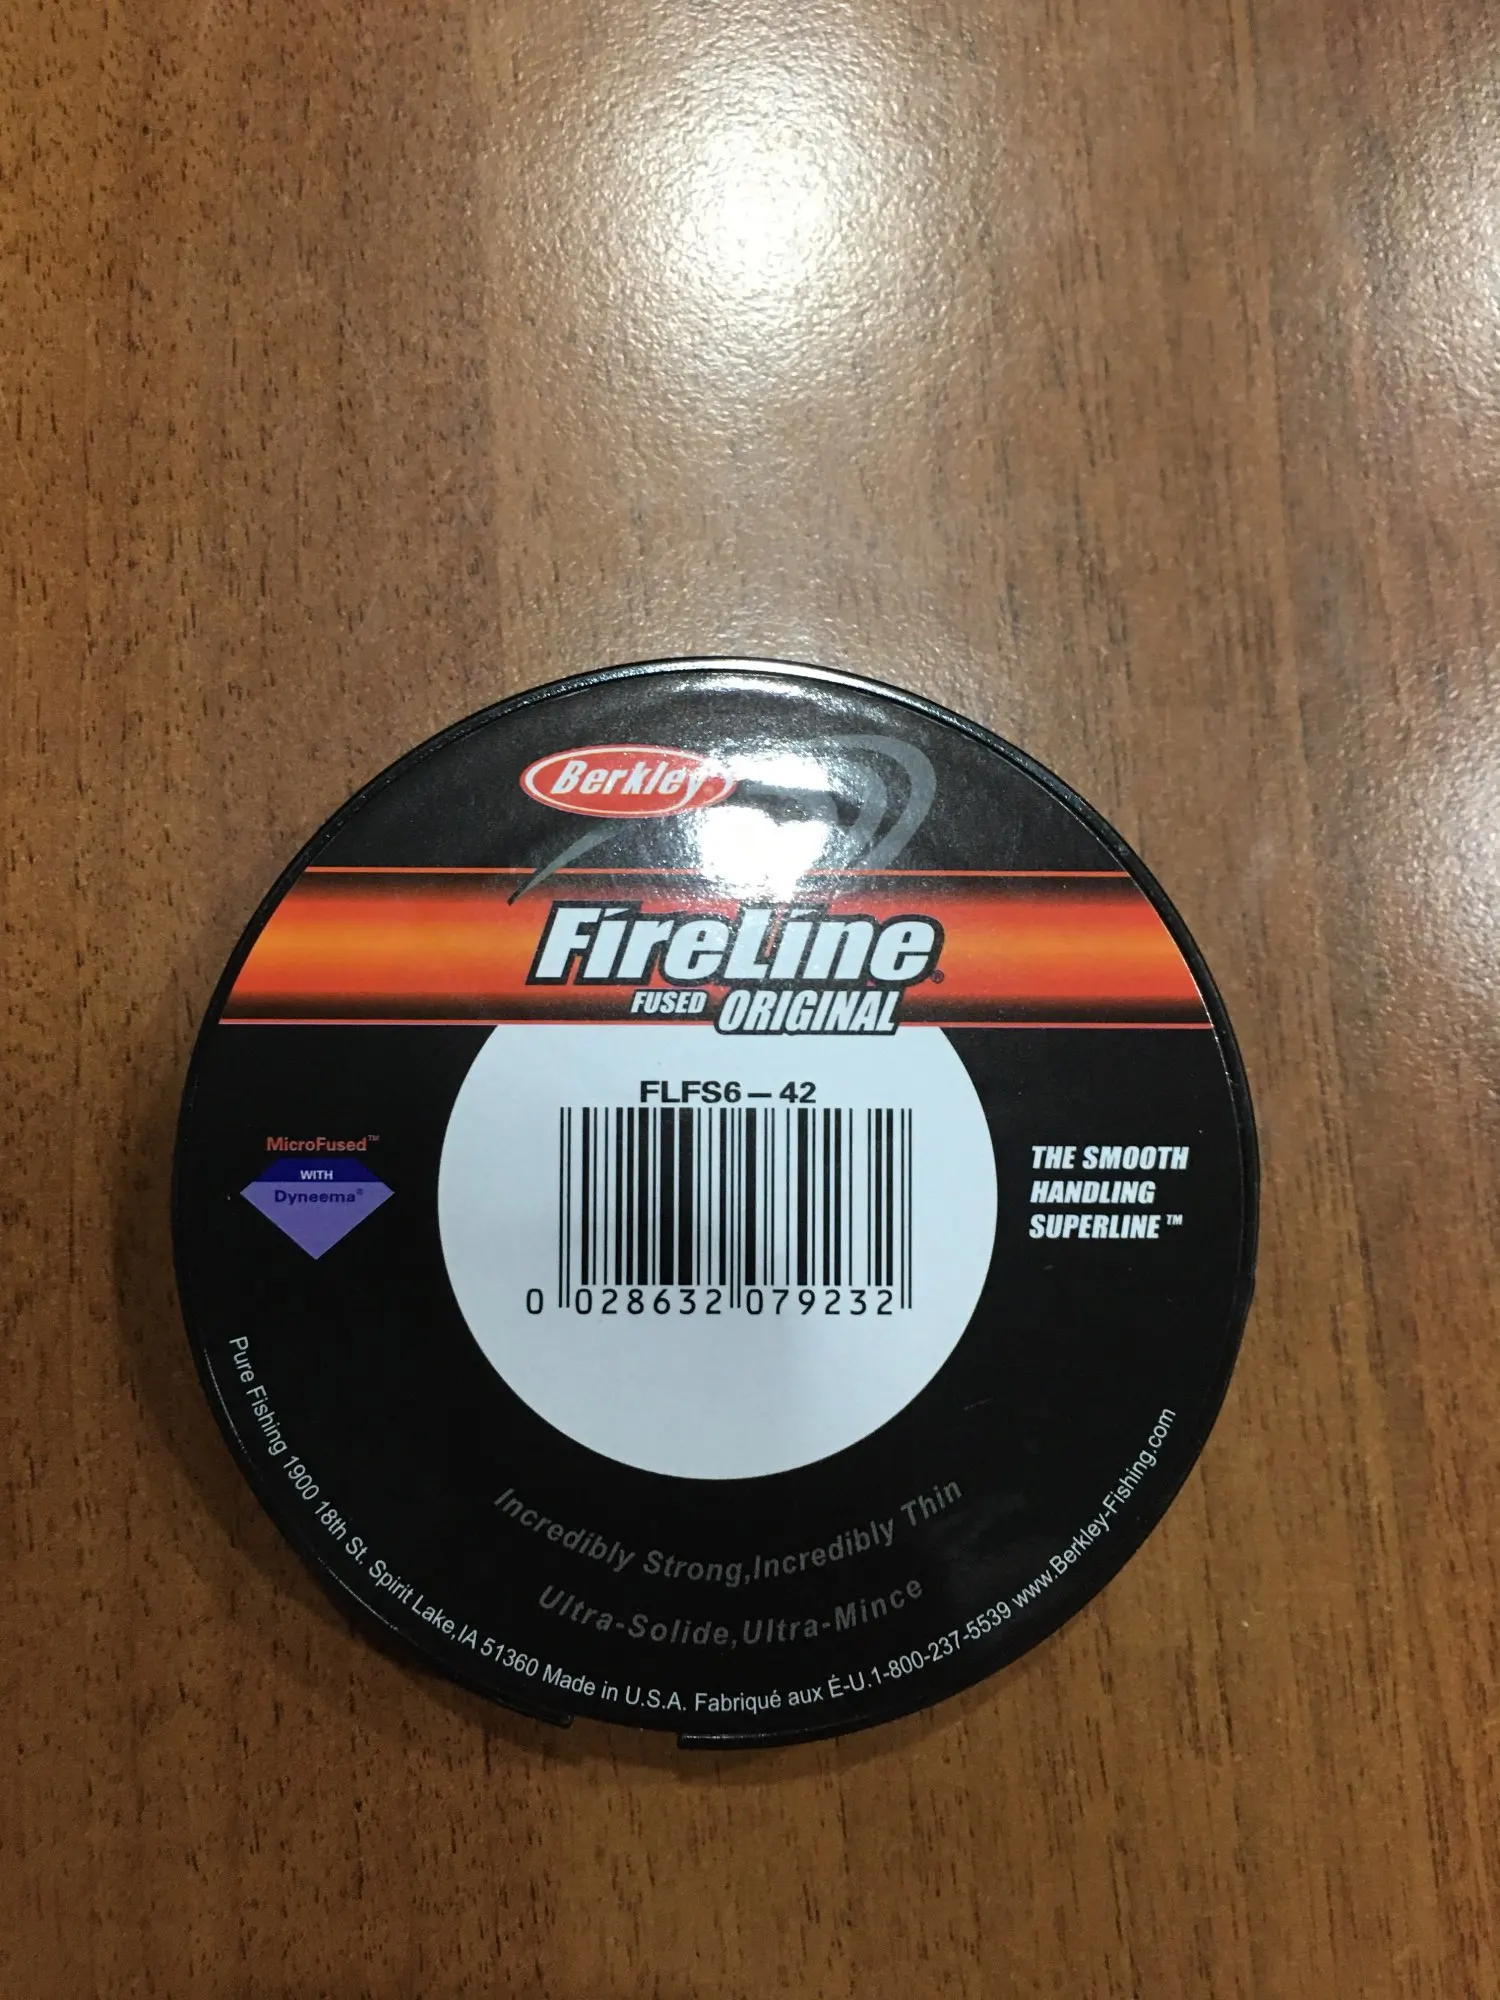 Berkley
FireLine®
FUSED ORIGINAL
FLFS6-42
0 028632 079232
MicroFused™
WITH
Dyneema®
THE SMOOTH
HANDLING
SUPERLINE™
Incredibly Strong,Incredibly Thin
Ultra-Solide,Ultra-Mince
Pure Fishing 1900 18th St. Spirit Lake,IA 51360 Made in U.S.A. Fabriqué aux É-U.1-800-237-5539 www.Berkley-Fishing.com